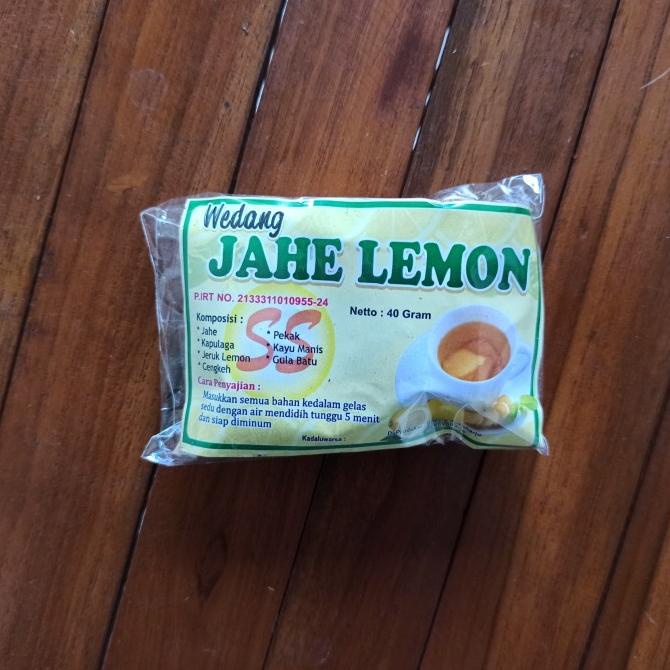 Wedang
JAHE LEMON
P.IRT NO. 2133311010955-24
Netto : 40 Gram
SS
Komposisi :
* Jahe
* Kapulaga
* Jeruk Lemon
* Cengkeh
* Pekak
* Kayu Manis
* Gula Batu
Cara Penyajian :
Masukkan semua bahan kedalam gelas
sedu dengan air mendidih tunggu 5 menit
dan siap diminum
Kadaluwarsa :